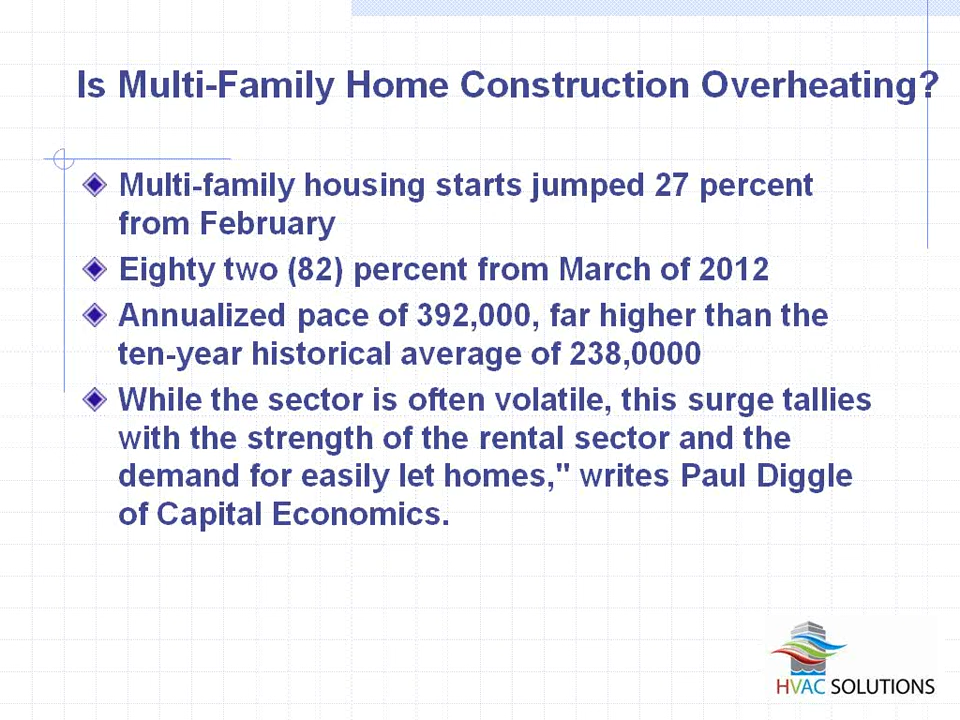 Is Multi-Family Home Construction Overheating?
Multi-family housing starts jumped 27 percent
from February
Eighty two (82) percent from March of 2012
Annualized pace of 392,000, far higher than the
ten-year historical average of 238,0000
While the sector is often volatile, this surge tallies
with the strength of the rental sector and the
demand for easily let homes," writes Paul Diggle
of Capital Economics.
HVAC SOLUTIONS